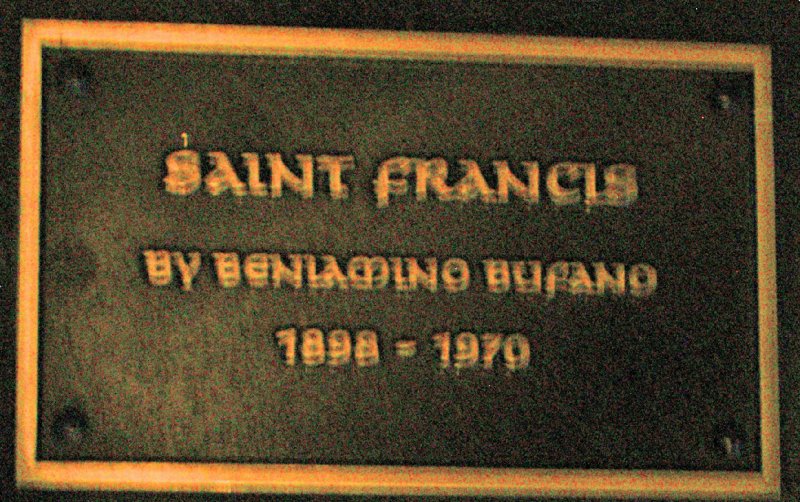 SAINT FRANCIS
BY BENIAMINO BUFANO
1898 - 1970